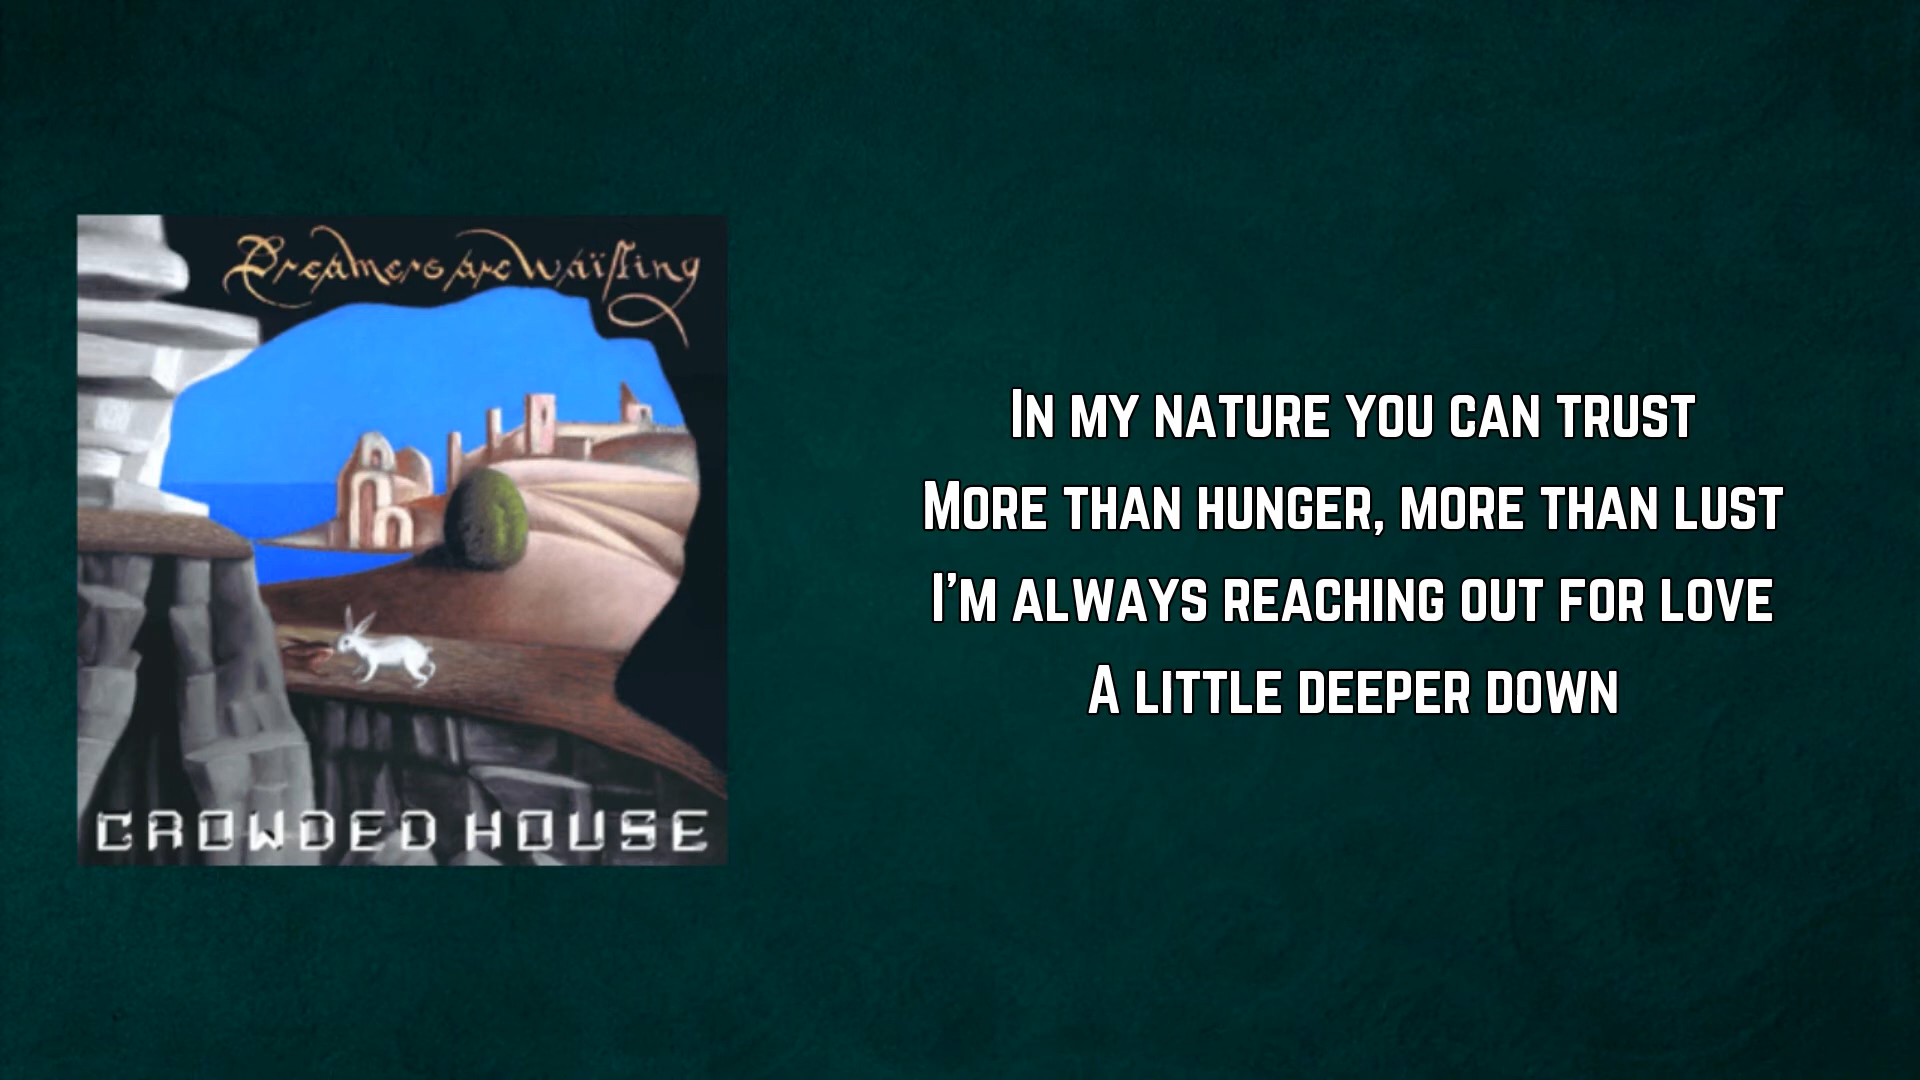 Dreamers are Waiting
CROWDED HOUSE
In my nature you can trust
More than hunger, more than lust
I'm always reaching out for love
A little deeper down